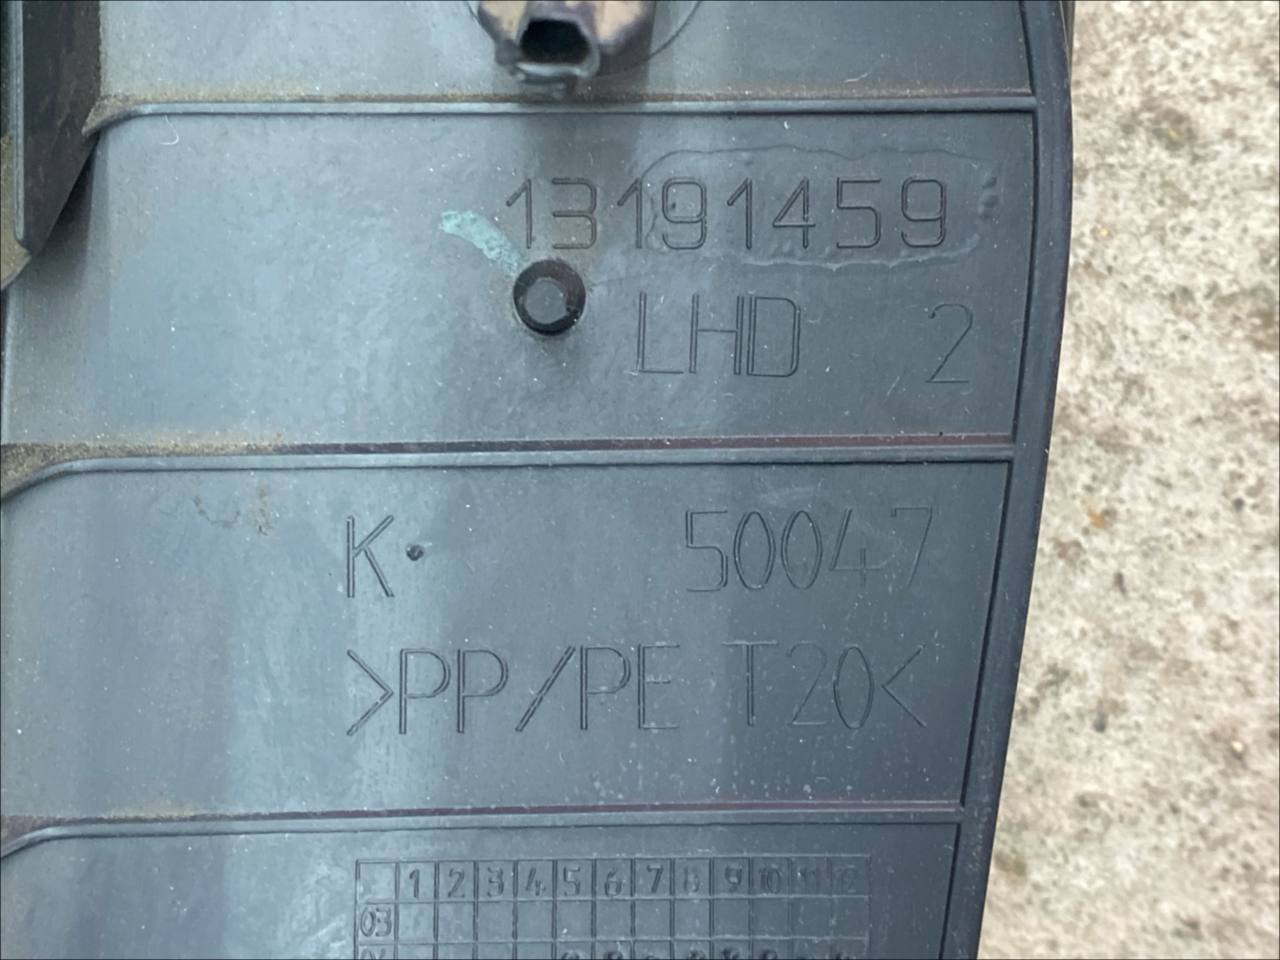 13191459
LHD 2
K 50047
>PP/PE T20<
1 2 3 4 5 6 7 8 9 10 11 12
03